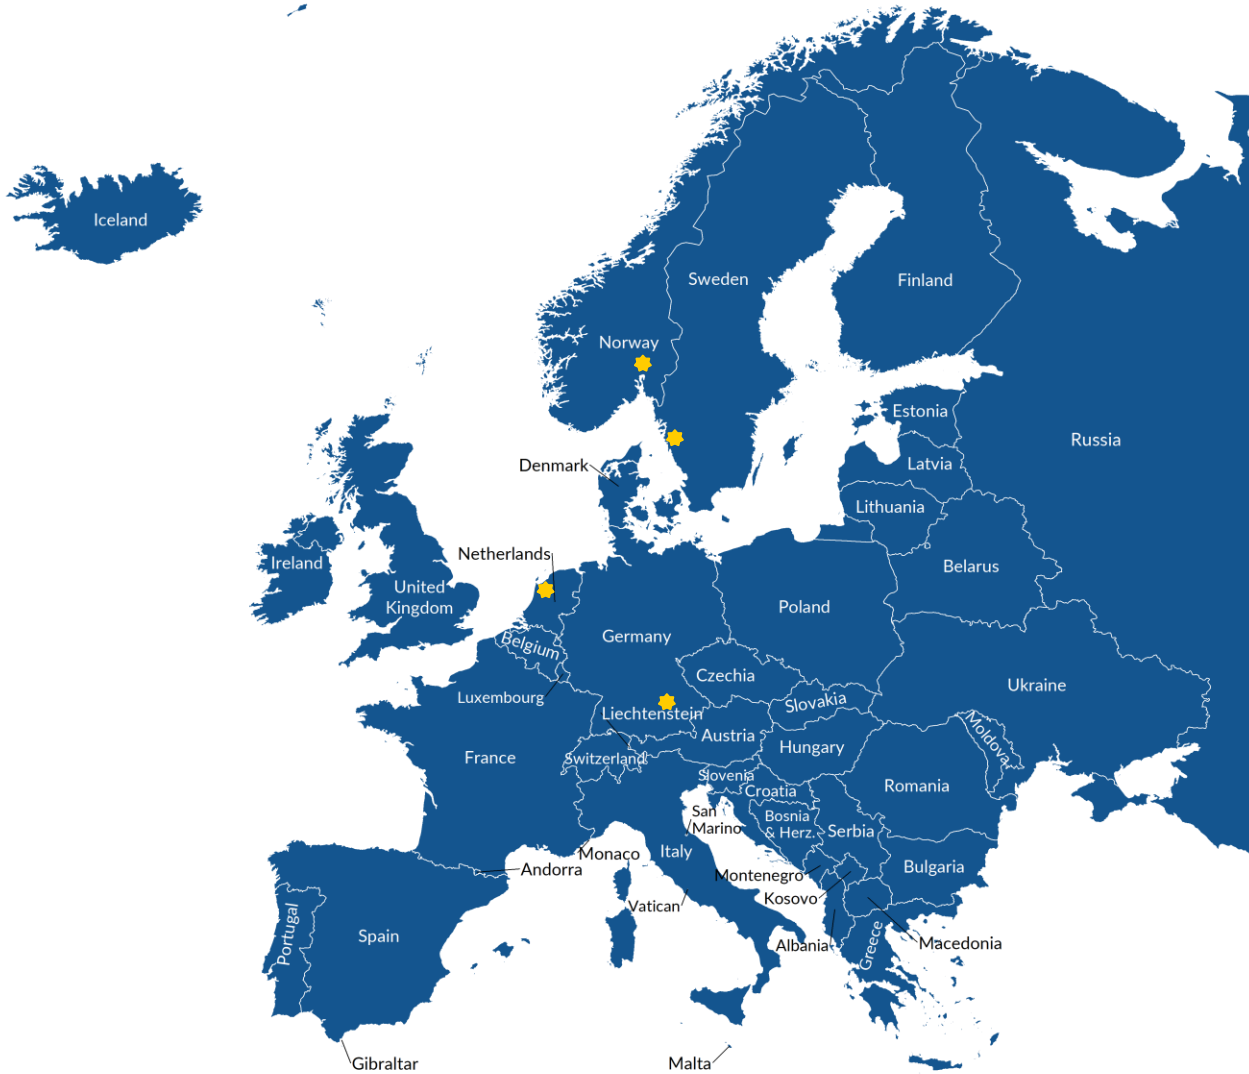 Iceland
Sweden
Finland
Norway
Estonia
Russia
Denmark
Latvia
Lithuania
Netherlands
Ireland
Belarus
United
Kingdom
Poland
Germany
Belgium
Czechia
Ukraine
Luxembourg
Slovakia
Liechtenstein
Austria
Moldova
Hungary
France
Switzerland
Slovenia
Romania
Croatia
San
Marino
Bosnia
& Herz.
Serbia
Monaco
Italy
Bulgaria
Andorra
Montenegro
Kosovo
Vatican
Portugal
Spain
Albania
Greece
Macedonia
Gibraltar
Malta